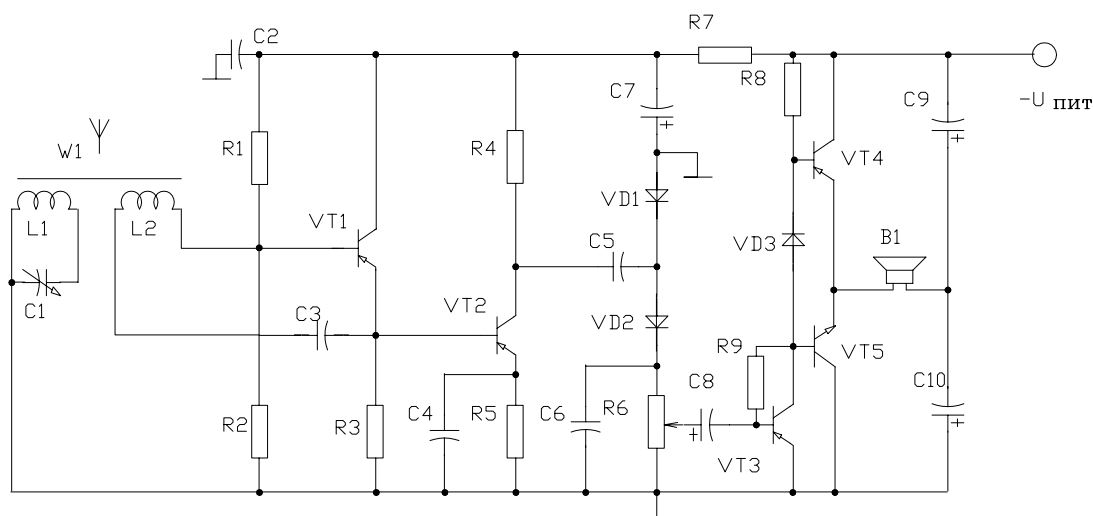 R7
C2
R8
C7
C9
-U пит
W1
R1
R4
VT4
VD1
L1
L2
VT1
C5
VD3
B1
C1
C3
VT2
VD2
R9
VT5
C8
C10
R2
R3
C4
R5
C6
R6
VT3
+
+
+
+